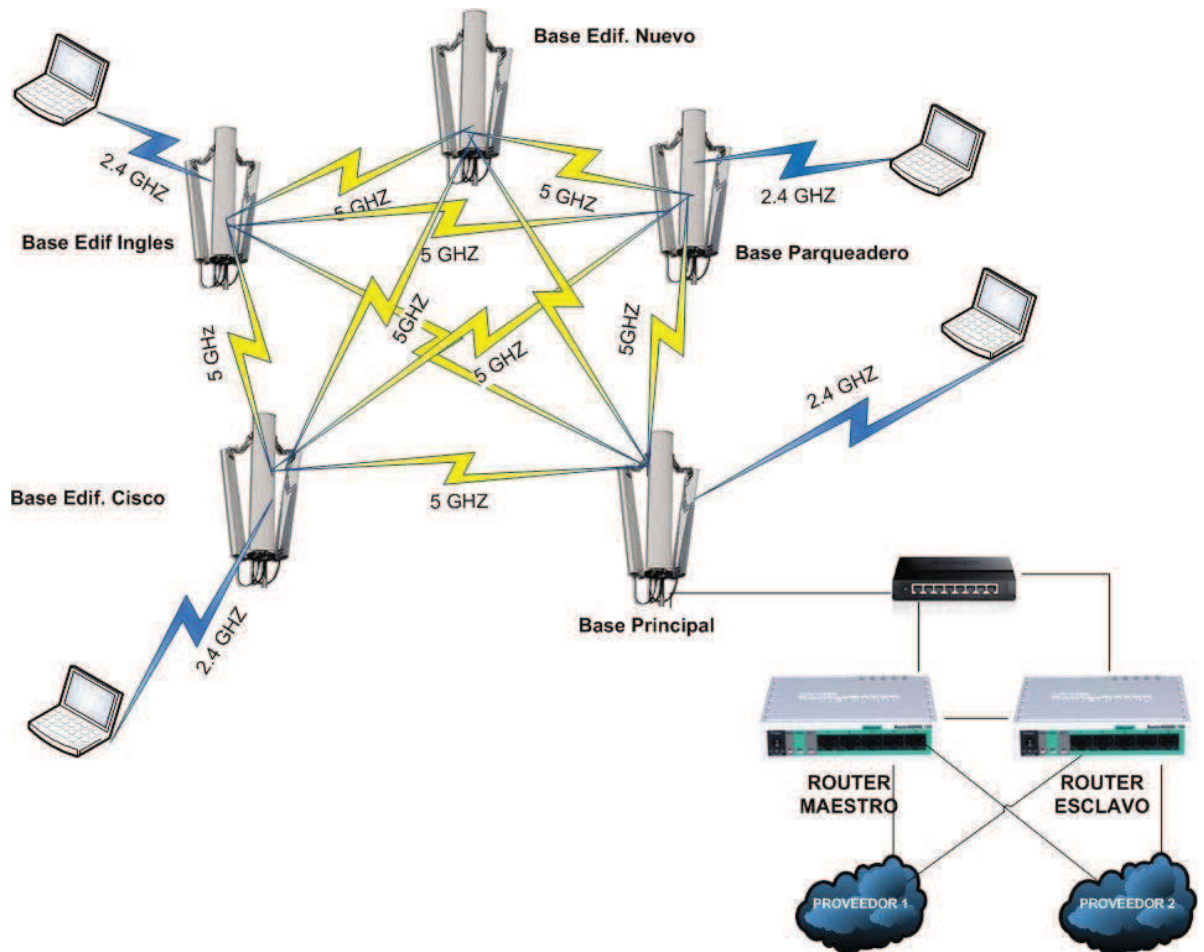 Base Edif. Nuevo
2.4 GHZ
5 GHZ
5 GHZ
2.4 GHZ
Base Edif Ingles
5 GHZ
Base Parqueadero
5 GHZ
5GHZ
5 GHZ
5GHZ
2.4 GHZ
Base Edif. Cisco
5 GHZ
2.4 GHZ
Base Principal
ROUTER
MAESTRO
ROUTER
ESCLAVO
PROVEEDOR 1
PROVEEDOR 2